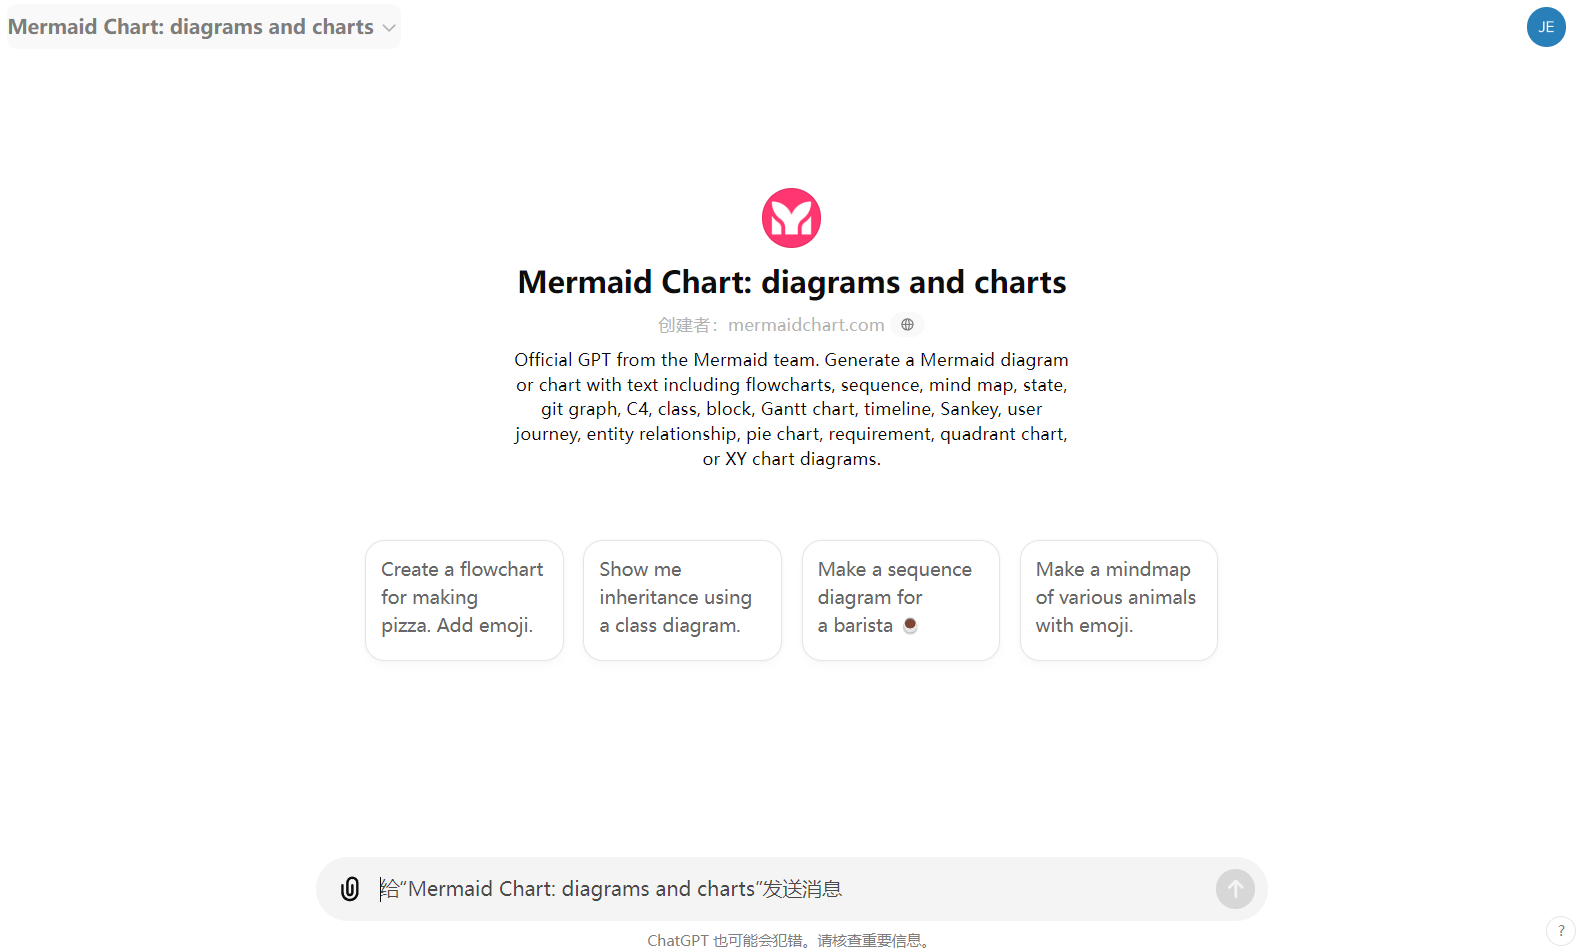 Mermaid Chart: diagrams and charts
JE
Mermaid Chart: diagrams and charts
创建者：mermaidchart.com
Official GPT from the Mermaid team. Generate a Mermaid diagram
or chart with text including flowcharts, sequence, mind map, state,
git graph, C4, class, block, Gantt chart, timeline, Sankey, user
journey, entity relationship, pie chart, requirement, quadrant chart,
or XY chart diagrams.
Create a flowchart
for making
pizza. Add emoji.
Show me
inheritance using
a class diagram.
Make a sequence
diagram for
a barista ☕
Make a mindmap
of various animals
with emoji.
给“Mermaid Chart: diagrams and charts”发送消息
ChatGPT 也可能会犯错。请核查重要信息。
?